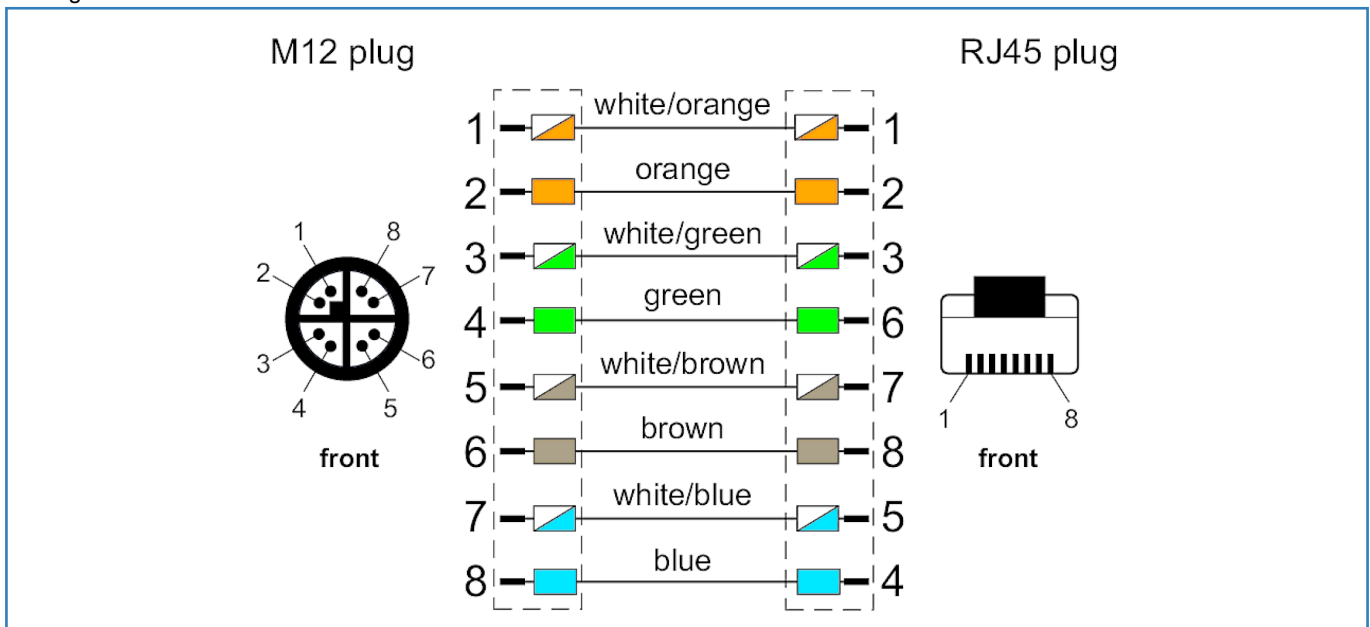 M12 plug
RJ45 plug
1 white/orange 1
2 orange 2
3 white/green 3
4 green 6
5 white/brown 7
6 brown 8
7 white/blue 5
8 blue 4
1 8
2 7
3 6
4 5
front
1 8
front